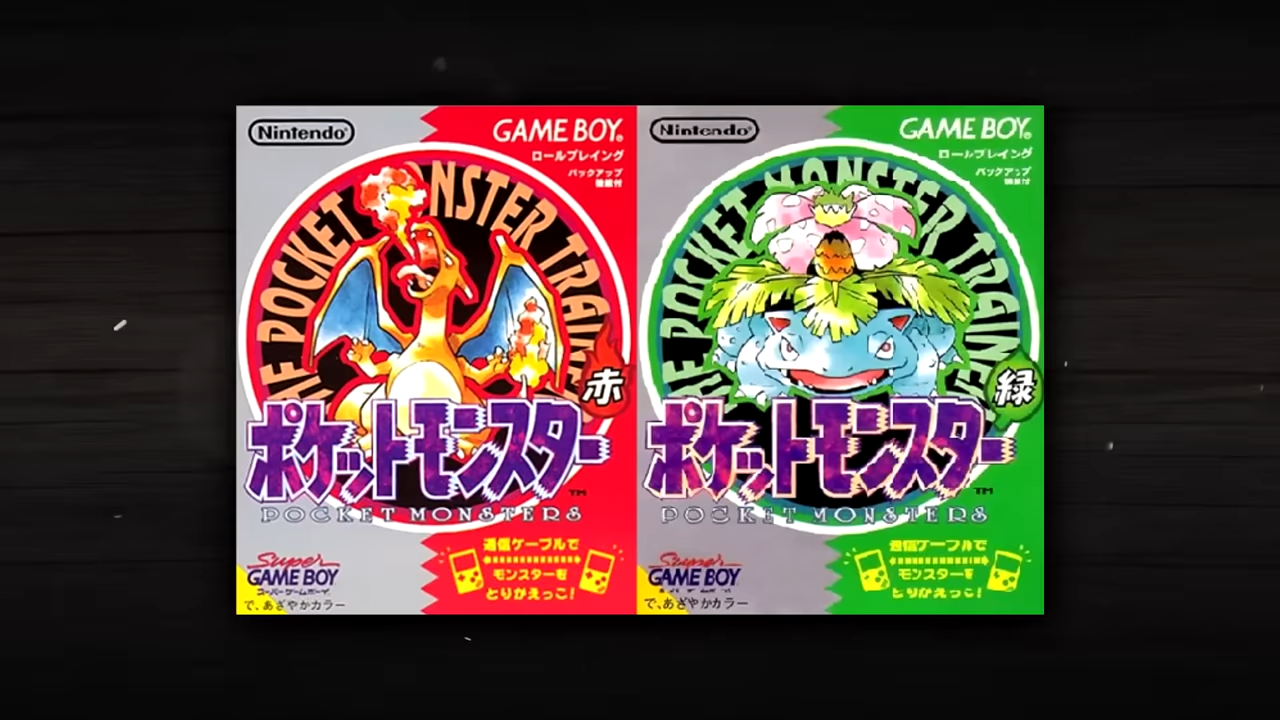 Nintendo®
GAME BOY®
ロールプレイング
バックアップ
機能付
POCKET MONSTER TRAINE
赤
ポケットモンスター
TM
POCKET MONSTERS
Super
GAME BOY
スーパーゲームボーイ
で、あざやかカラー
通信ケーブルで
モンスターを
とりかえっこ!
Nintendo®
GAME BOY®
ロールプレイング
バックアップ
機能付
POCKET MONSTER TRAINE
緑
ポケットモンスター
TM
POCKET MONSTERS
Super
GAME BOY
で、あざやかカラー
通信ケーブルで
モンスターを
とりかえっこ!